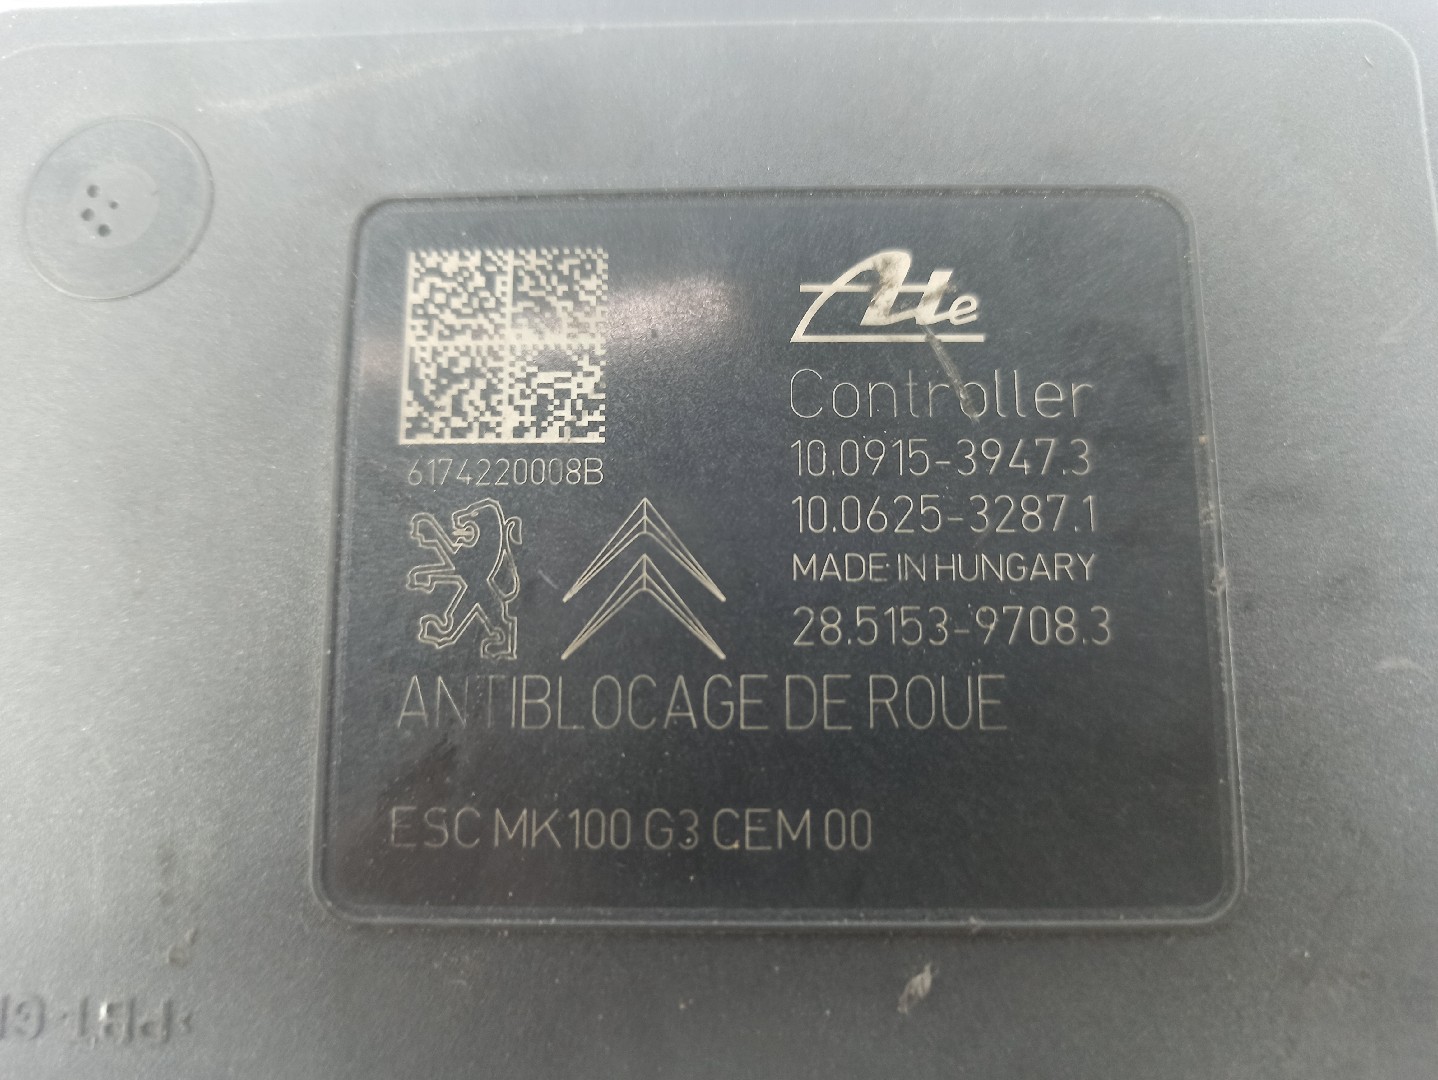 Ate
Controller
10.0915-3947.3
10.0625-3287.1
MADE IN HUNGARY
28.5153-9708.3
6174220008B
ANTIBLOCAGE DE ROUE
ESC MK100 G3 CEM 00